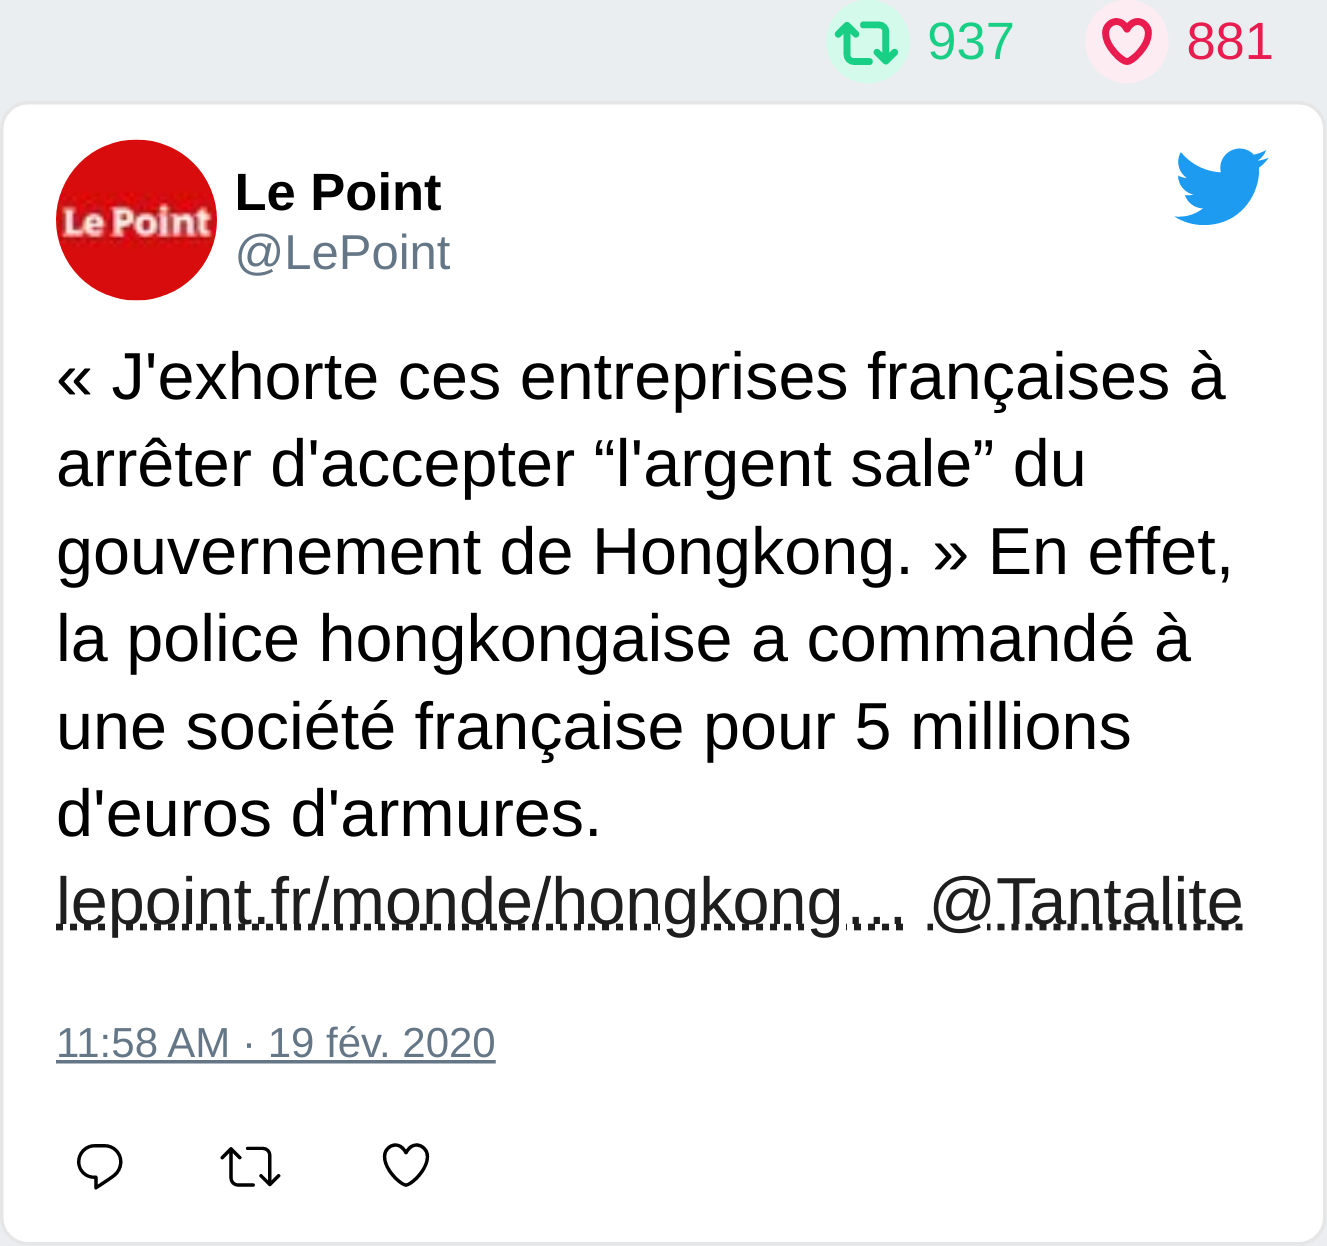 937 881
Le Point
Le Point
@LePoint
« J'exhorte ces entreprises françaises à
arrêter d'accepter “l'argent sale” du
gouvernement de Hongkong. » En effet,
la police hongkongaise a commandé à
une société française pour 5 millions
d'euros d'armures.
lepoint.fr/monde/hongkong… @Tantalite
11:58 AM · 19 fév. 2020